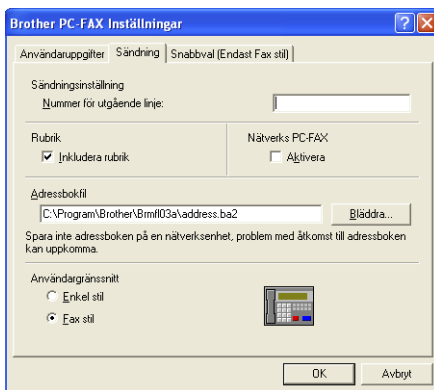 Brother PC-FAX Inställningar
Användaruppgifter Sändning Snabbval (Endast Fax stil)
Sändningsinställning
Nummer för utgående linje:
Rubrik
Inkludera rubrik
Nätverks PC-FAX
Aktivera
Adressbokfil
C:\Program\Brother\Brmfl03a\address.ba2
Bläddra...
Spara inte adressboken på en nätverksenhet, problem med åtkomst till adressboken
kan uppkomma.
Användargränssnitt
Enkel stil
Fax stil
OK Avbryt